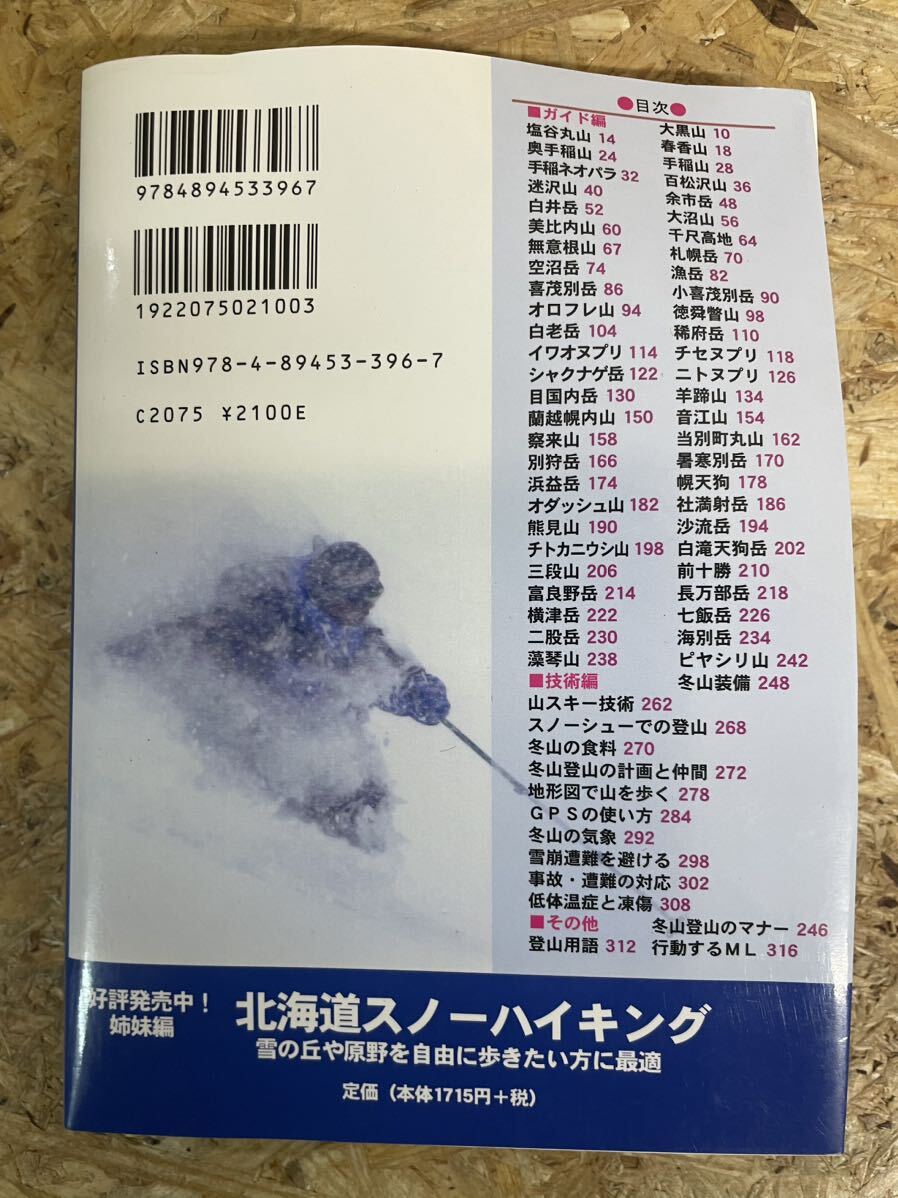 9784894533967
1922075021003
ISBN978-4-89453-396-7
C2075 ¥2100E
●目次●
■ガイド編
大黒山 10
塩谷丸山 14 春香山 18
奥手稲山 24 手稲山 28
手稲ネオパラ 32 百松沢山 36
迷沢山 40 余市岳 48
白井岳 52 大沼山 56
美比内山 60 千尺高地 64
無意根山 67 札幌岳 70
空沼岳 74 漁岳 82
喜茂別岳 86 小喜茂別岳 90
オロフレ山 94 徳舜瞥山 98
白老岳 104 稀府岳 110
イワオヌプリ 114 チセヌプリ 118
シャクナゲ岳 122 ニトヌプリ 126
目国内岳 130 羊蹄山 134
蘭越幌内山 150 音江山 154
察来山 158 当別町丸山 162
別狩岳 166 暑寒別岳 170
浜益岳 174 幌天狗 178
オダッシュ山 182 社満射岳 186
熊見山 190 沙流岳 194
チトカニウシ山 198 白滝天狗岳 202
三段山 206 前十勝 210
富良野岳 214 長万部岳 218
横津岳 222 七飯岳 226
二股岳 230 海別岳 234
藻琴山 238 ピヤシリ山 242
■技術編 冬山装備 248
山スキー技術 262
スノーシューでの登山 268
冬山の食料 270
冬山登山の計画と仲間 272
地形図で山を歩く 278
GPSの使い方 284
冬山の気象 292
雪崩遭難を避ける 298
事故・遭難の対応 302
低体温症と凍傷 308
■その他 冬山登山のマナー 246
登山用語 312 行動するML 316
好評発売中！
姉妹編
北海道スノーハイキング
雪の丘や原野を自由に歩きたい方に最適
定価（本体1715円＋税）